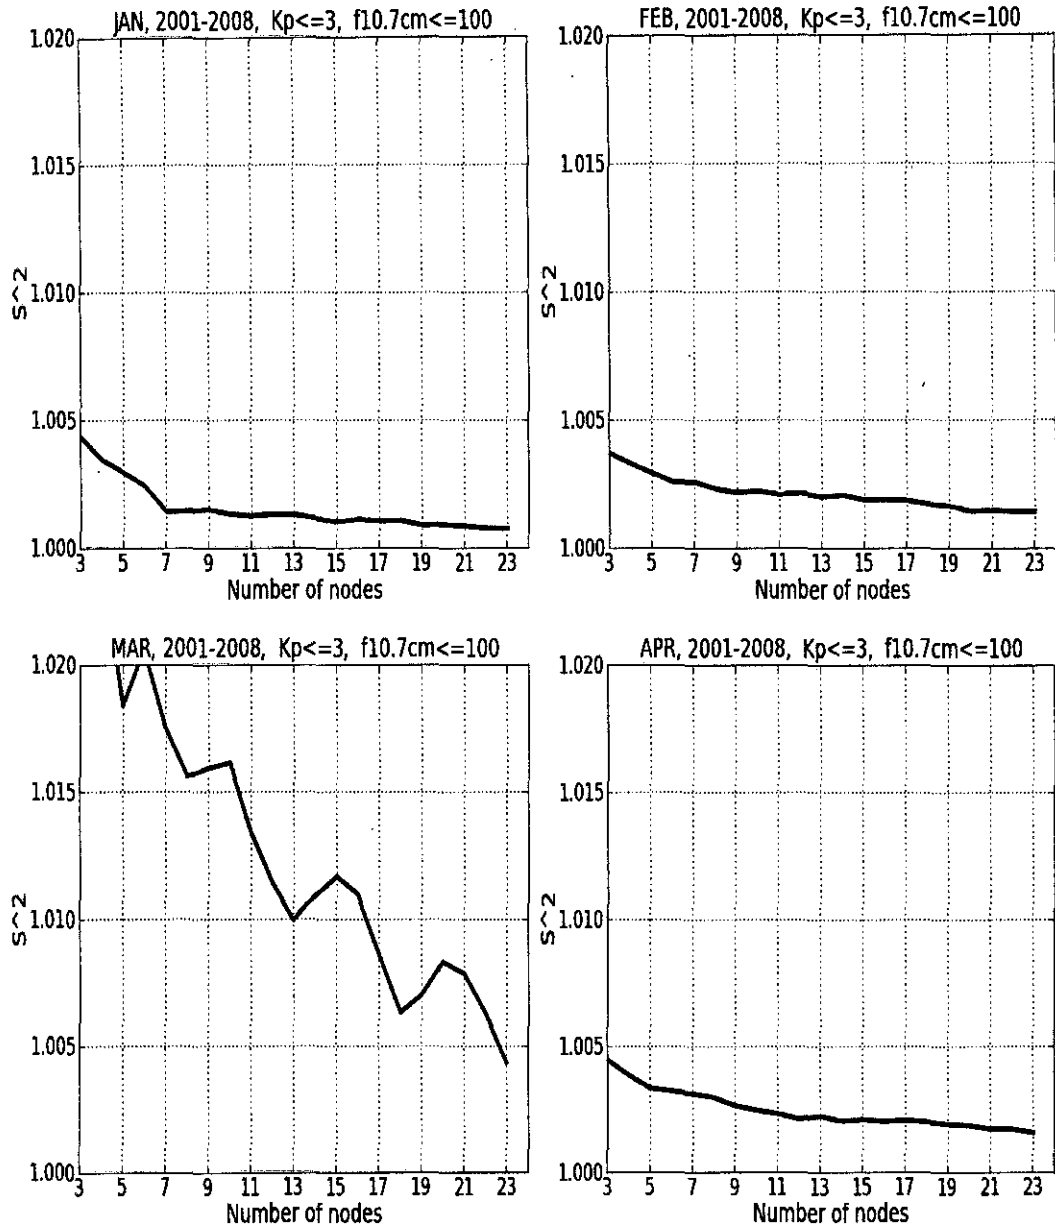 JAN, 2001-2008, Kp<=3, f10.7cm<=100
1.020
1.015
1.010
1.005
1.000
S^2
3 5 7 9 11 13 15 17 19 21 23
Number of nodes
FEB, 2001-2008, Kp<=3, f10.7cm<=100
1.020
1.015
1.010
1.005
1.000
S^2
3 5 7 9 11 13 15 17 19 21 23
Number of nodes
MAR, 2001-2008, Kp<=3, f10.7cm<=100
1.020
1.015
1.010
1.005
1.000
S^2
3 5 7 9 11 13 15 17 19 21 23
Number of nodes
APR, 2001-2008, Kp<=3, f10.7cm<=100
1.020
1.015
1.010
1.005
1.000
S^2
3 5 7 9 11 13 15 17 19 21 23
Number of nodes